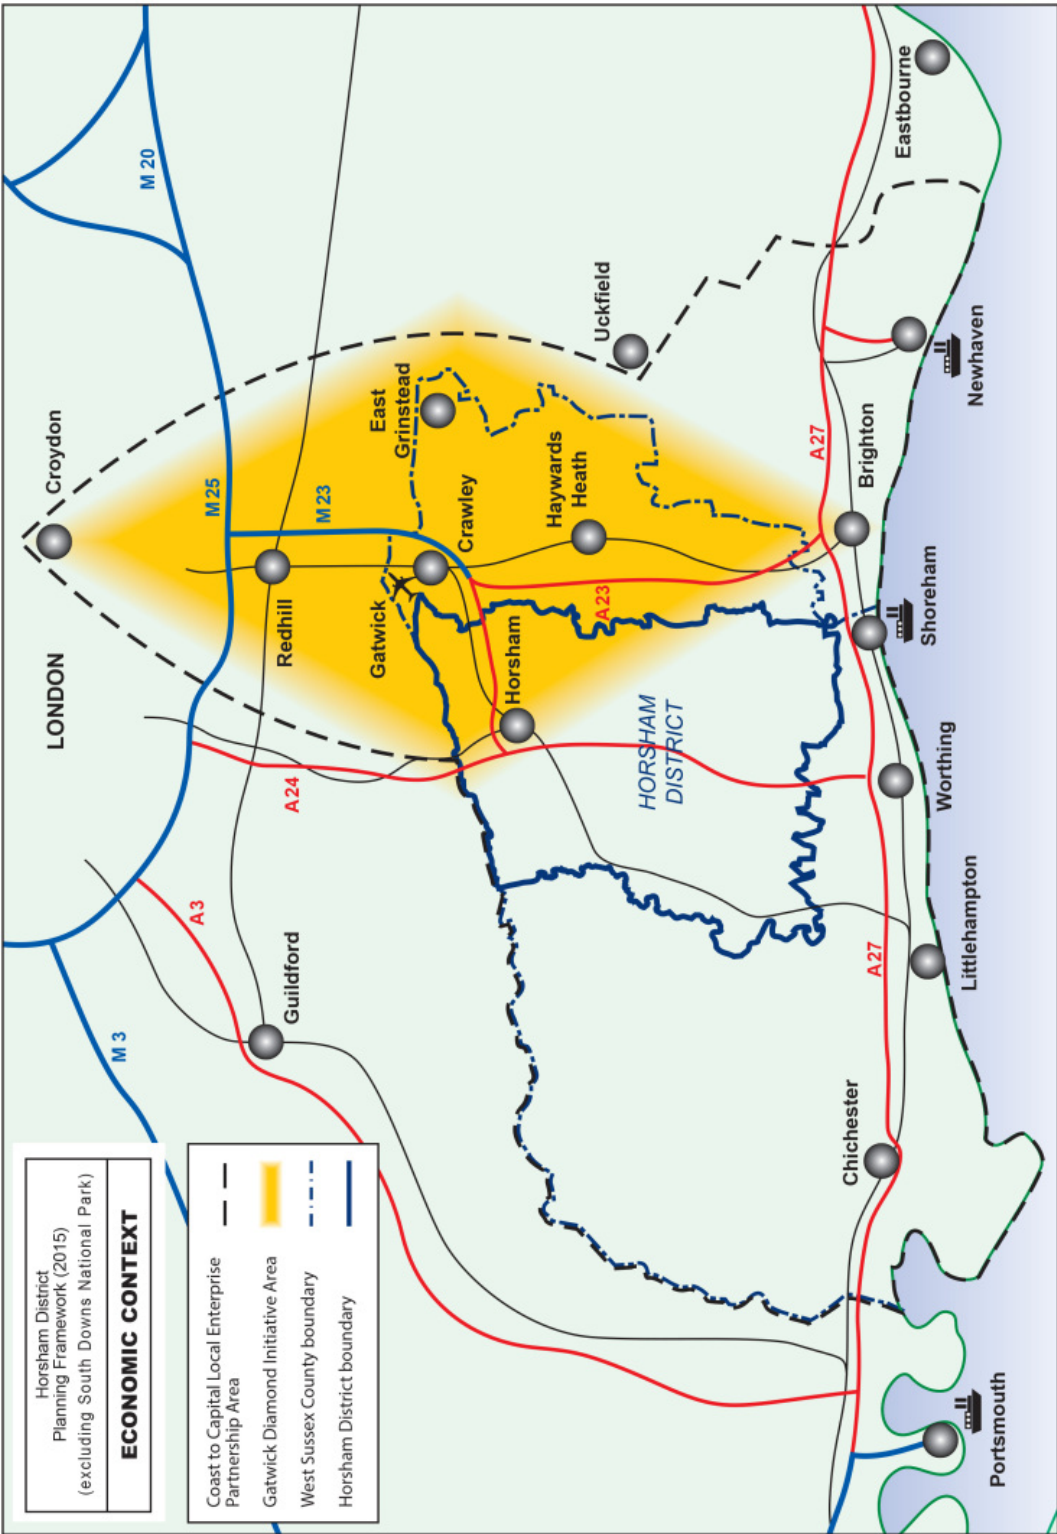 Horsham District
Planning Framework (2015)
(excluding South Downs National Park)
ECONOMIC CONTEXT
Coast to Capital Local Enterprise
Partnership Area
Gatwick Diamond Initiative Area
West Sussex County boundary
Horsham District boundary
M 3
A3
Guildford
LONDON
A24
Croydon
M25
M 20
Redhill
M 23
Gatwick
Crawley
East
Grinstead
Horsham
A23
Haywards
Heath
Uckfield
HORSHAM
DISTRICT
Chichester
A27
Littlehampton
Worthing
Shoreham
Brighton
A27
Newhaven
Eastbourne
Portsmouth